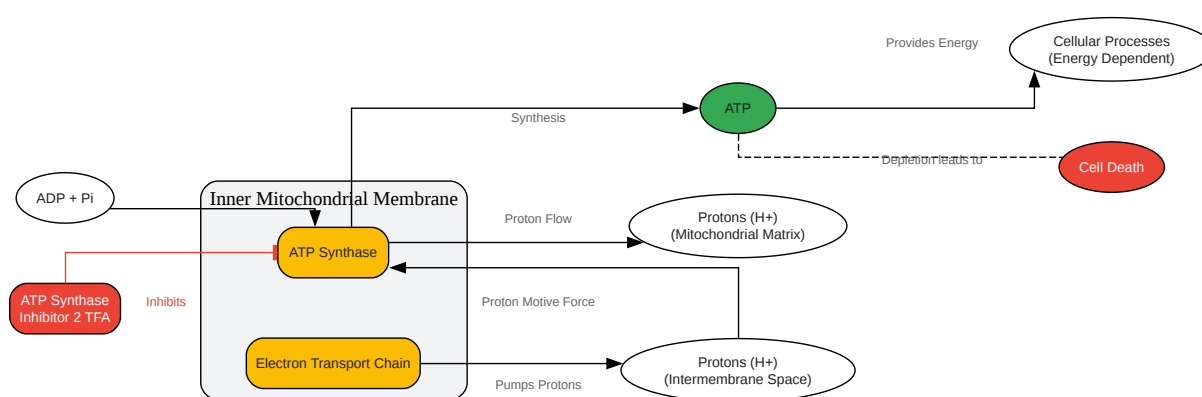 Provides Energy
Cellular Processes
(Energy Dependent)
ATP
Synthesis
Depletion leads to
Cell Death
ADP + Pi
Inner Mitochondrial Membrane
Proton Flow
Protons (H+)
(Mitochondrial Matrix)
ATP Synthase
ATP Synthase
Inhibitor 2 TFA
Inhibits
Proton Motive Force
Electron Transport Chain
Protons (H+)
(Intermembrane Space)
Pumps Protons